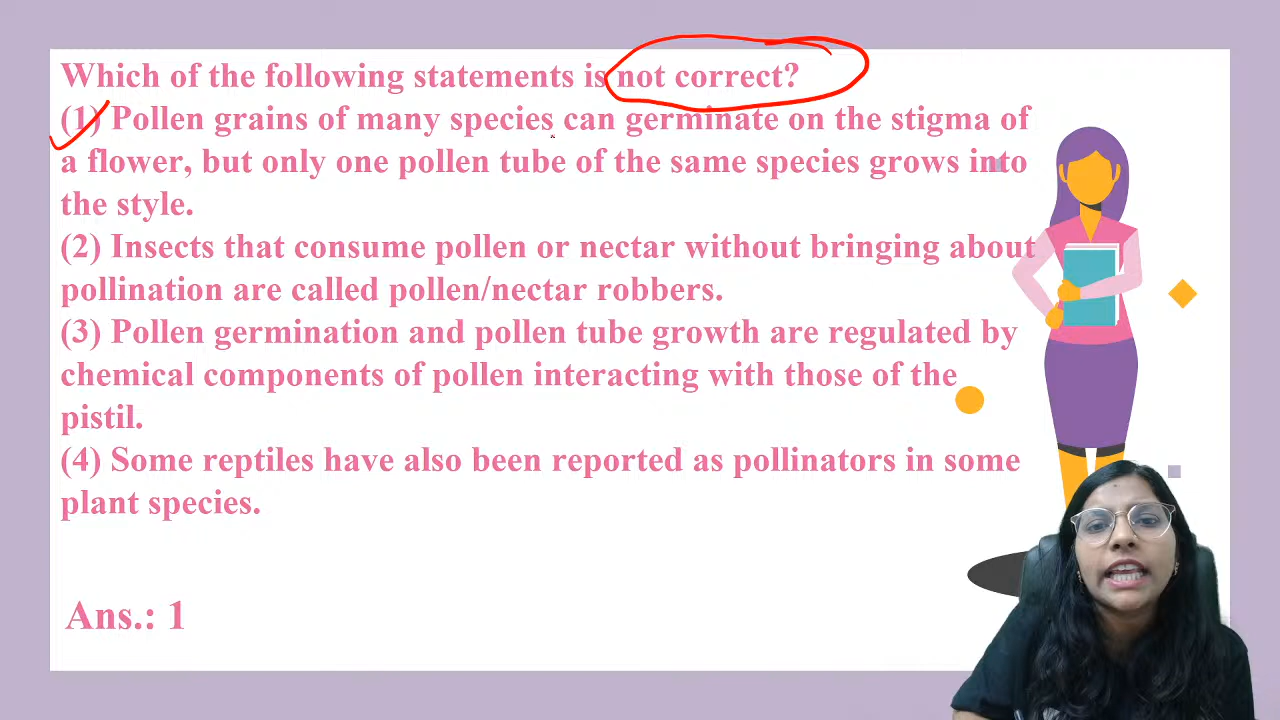 Which of the following statements is not correct?
(1) Pollen grains of many species can germinate on the stigma of
a flower, but only one pollen tube of the same species grows into
the style.
(2) Insects that consume pollen or nectar without bringing about
pollination are called pollen/nectar robbers.
(3) Pollen germination and pollen tube growth are regulated by
chemical components of pollen interacting with those of the
pistil.
(4) Some reptiles have also been reported as pollinators in some
plant species.
Ans.: 1